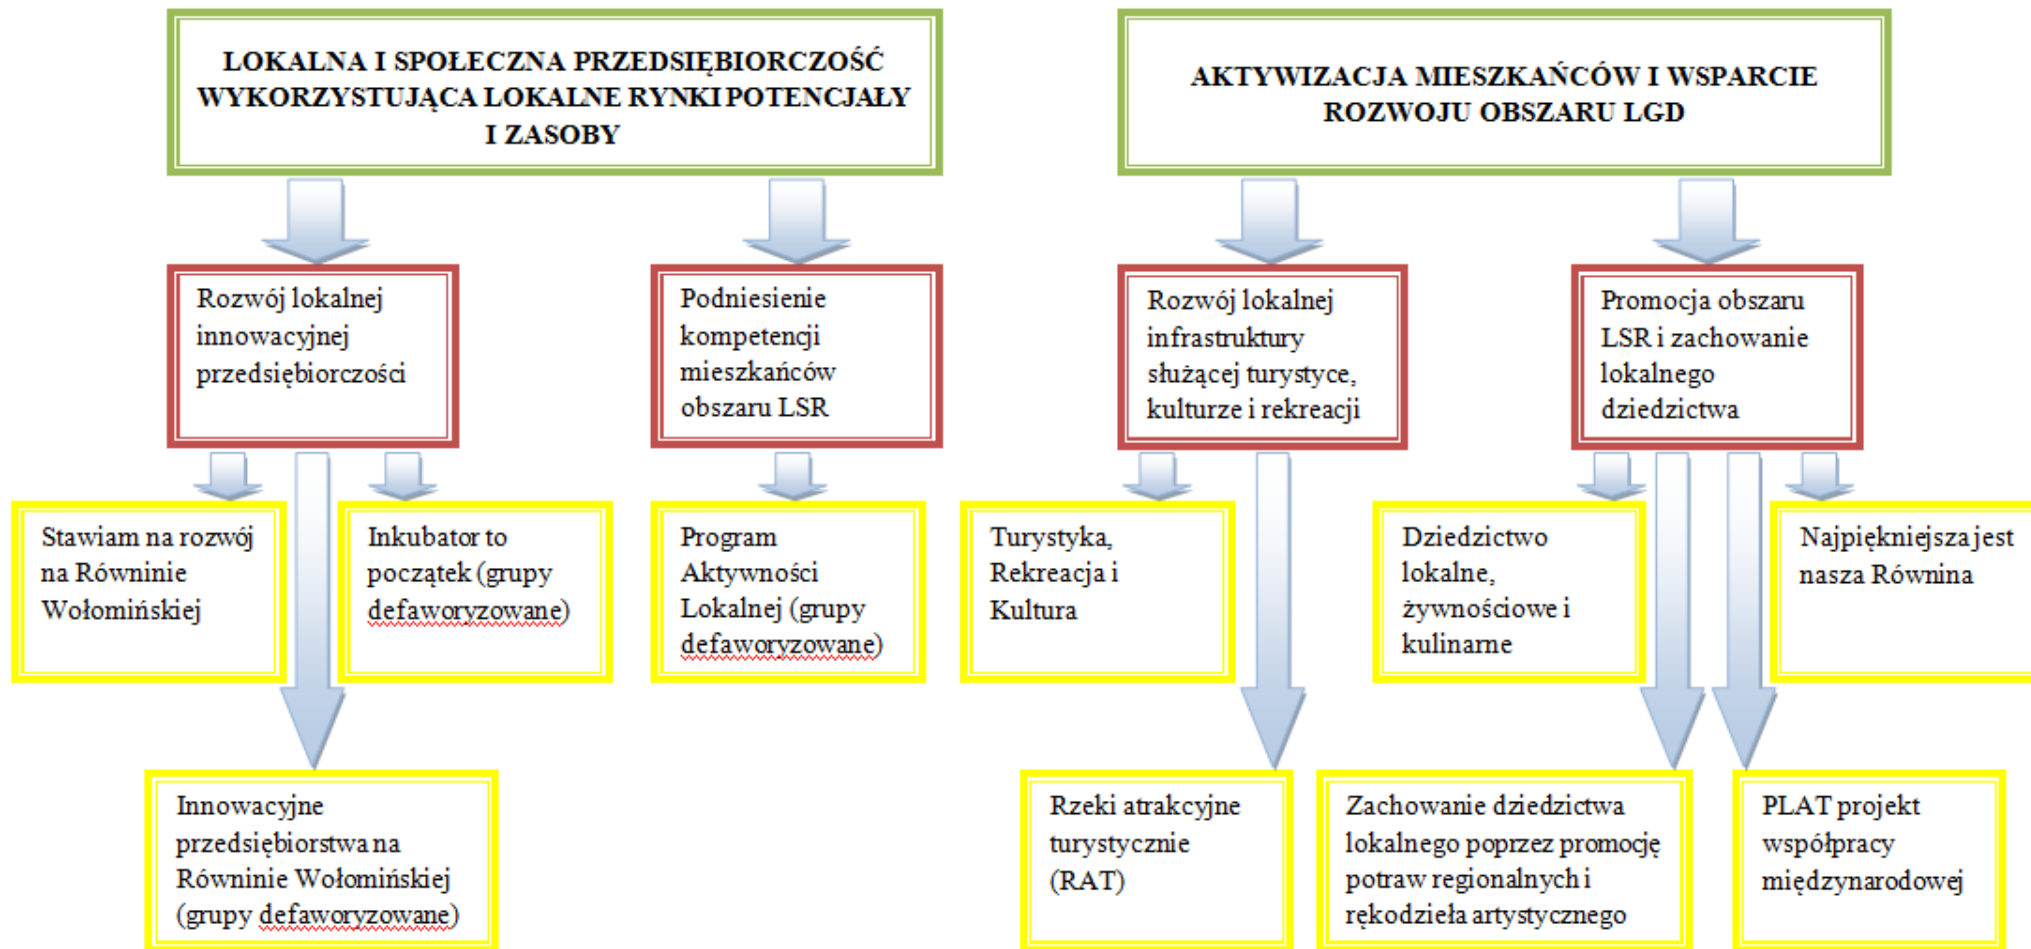 LOKALNA I SPOŁECZNA PRZEDSIĘBIORCZOŚĆ
WYKORZYSTUJĄCA LOKALNE RYNKI POTENCJAŁY
I ZASOBY
AKTYWIZACJA MIESZKAŃCÓW I WSPARCIE
ROZWOJU OBSZARU LGD
Rozwój lokalnej
innowacyjnej
przedsiębiorczości
Podniesienie
kompetencji
mieszkańców
obszaru LSR
Rozwój lokalnej
infrastruktury
służącej turystyce,
kulturze i rekreacji
Promocja obszaru
LSR i zachowanie
lokalnego
dziedzictwa
Stawiam na rozwój
na Równinie
Wołomińskiej
Inkubator to
początek (grupy
defaworyzowane)
Program
Aktywności
Lokalnej (grupy
defaworyzowane)
Turystyka,
Rekreacja i
Kultura
Dziedzictwo
lokalne,
żywnościowe i
kulinarne
Najpiękniejsza jest
nasza Równina
Innowacyjne
przedsiębiorstwa na
Równinie Wołomińskiej
(grupy defaworyzowane)
Rzeki atrakcyjne
turystycznie
(RAT)
Zachowanie dziedzictwa
lokalnego poprzez promocję
potraw regionalnych i
rękodzieła artystycznego
PLAT projekt
współpracy
międzynarodowej